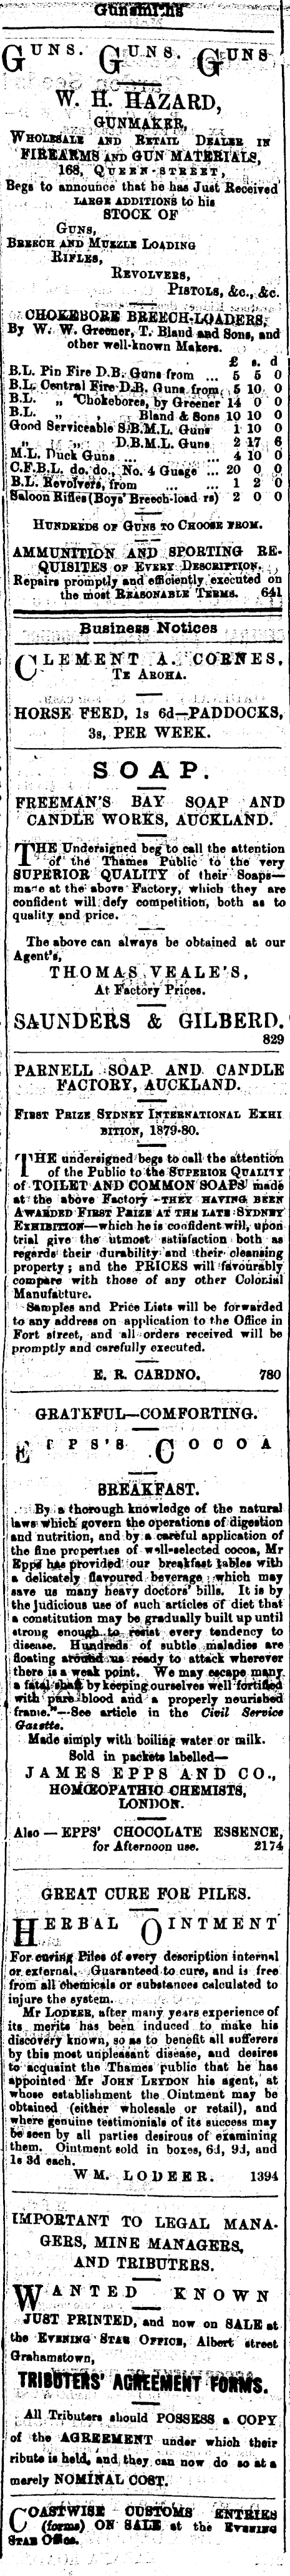 Gunsmiths
GUNS. GUNS. GUNS
W. H. HAZARD,
GUNMAKER,
WHOLESALE AND RETAIL DEALER IN
FIREARMS AND GUN MATERIALS,
168, QUEEN-STREET,
Begs to announce that he has Just Received
LARGE ADDITIONS to his
STOCK OF
GUNS,
BREECH AND MUZZLE LOADING
RIFLES,
REVOLVERS,
PISTOLS, &c., &c.
CHOKEBORE BREECH-LOADERS,
By W. W. Greener, T. Bland and Sons, and
other well-known Makers.
£ s. d
B.L. Pin Fire D.B. Guns from ... 5 5 0
B.L. Central Fire D.B. Guns from, 5 10 0
B.L. „ Chokebores, by Greener 14 0 0
B.L. „ „ Bland & Sons 10 10 0
Good Serviceable S.B.M.L. Guns 1 10 0
„ „ D.B.M.L. Guns 2 17 6
M.L. Duck Guns ... ... 4 10 0
C.F.B.L. do. do., No. 4 Guage ... 20 0 0
B.L. Revolvers, from ... ... 1 2 0
Saloon Rifles (Boys' Breech-load rs) 2 0 0
HUNDREDS OF GUNS TO CHOOSE FROM.
AMMUNITION AND SPORTING RE-
QUISITES OF EVERY DESCRIPTION.
Repairs promptly and efficiently executed on
the most REASONABLE TERMS. 641
Business Notices
CLEMENT A. CORNES,
TE AROHA.
HORSE FEED, 1s 6d—PADDOCKS,
3s, PER WEEK.
SOAP.
FREEMAN'S BAY SOAP AND
CANDLE WORKS, AUCKLAND.
THE Undersigned beg to call the attention
of the Thames Public to the very
SUPERIOR QUALITY of their Soaps—
made at the above Factory, which they are
confident will defy competition, both as to
quality and price.
The above can always be obtained at our
Agent's,
THOMAS VEALE'S,
At Factory Prices.
SAUNDERS & GILBERD.
829
PARNELL SOAP AND CANDLE
FACTORY, AUCKLAND.
FIRST PRIZE SYDNEY INTERNATIONAL EXHI
BITION, 1879-80.
THE undersigned begs to call the attention
of the Public to the SUPERIOR QUALITY
of TOILET AND COMMON SOAPS made
at the above Factory—THEY HAVING BEEN
AWARDED FIRST PRIZE AT THE LATE SYDNEY
EXHIBITION—which he is confident will, upon
trial give the utmost satisfaction both as
regards their durability and their cleansing
property; and the PRICES will favourably
compare with those of any other Colonial
Manufacture.
Samples and Price Lists will be forwarded
to any address on application to the Office in
Fort street, and all orders received will be
promptly and carefully executed.
E. R. CARDNO. 780
GRATEFUL—COMFORTING.
EPPS'S COCOA
BREAKFAST.
By a thorough knowledge of the natural
laws which govern the operations of digestion
and nutrition, and by a careful application of
the fine properties of well-selected cocoa, Mr
Epps has provided our breakfast tables with
a delicately flavoured beverage which may
save us many heavy doctors' bills. It is by
the judicious use of such articles of diet that
a constitution may be gradually built up until
strong enough to resist every tendency to
disease. Hundreds of subtle maladies are
floating around us ready to attack wherever
there is a weak point. We may escape many
a fatal shaft by keeping ourselves well fortified
with pure blood and a properly nourished
frame."—See article in the Civil Service
Gazette.
Made simply with boiling water or milk.
Sold in packets labelled—
JAMES EPPS AND CO.,
HOMŒOPATHIC CHEMISTS,
LONDON.
Also — EPPS' CHOCOLATE ESSENCE,
for Afternoon use. 2174
GREAT CURE FOR PILES.
HERBAL OINTMENT
For curing Piles of every description internal
or external. Guaranteed to cure, and is free
from all chemicals or substances calculated to
injure the system.
Mr LODEER, after many years experience of
its merits has been induced to make his
discovery known, so as to benefit all sufferers
by this most unpleasant disease, and desires
to acquaint the Thames public that he has
appointed Mr JOHN LEYDON his agent, at
whose establishment the Ointment may be
obtained (either wholesale or retail), and
where genuine testimonials of its success may
be seen by all parties desirous of examining
them. Ointment sold in boxes, 6d, 9d, and
1s 3d each.
WM. LODEER. 1394
IMPORTANT TO LEGAL MANA-
GERS, MINE MANAGERS,
AND TRIBUTERS.
WANTED KNOWN
JUST PRINTED, and now on SALE at
the EVENING STAR OFFICE, Albert street
Grahamstown,
TRIBUTERS' AGREEMENT FORMS.
All Tributers should POSSESS a COPY
of the AGREEMENT under which their
ribute is held, and they can now do so at a
merely NOMINAL COST.
COASTWISE CUSTOMS ENTRIES
(forms) ON SALE at the EVENING
STAR Office.